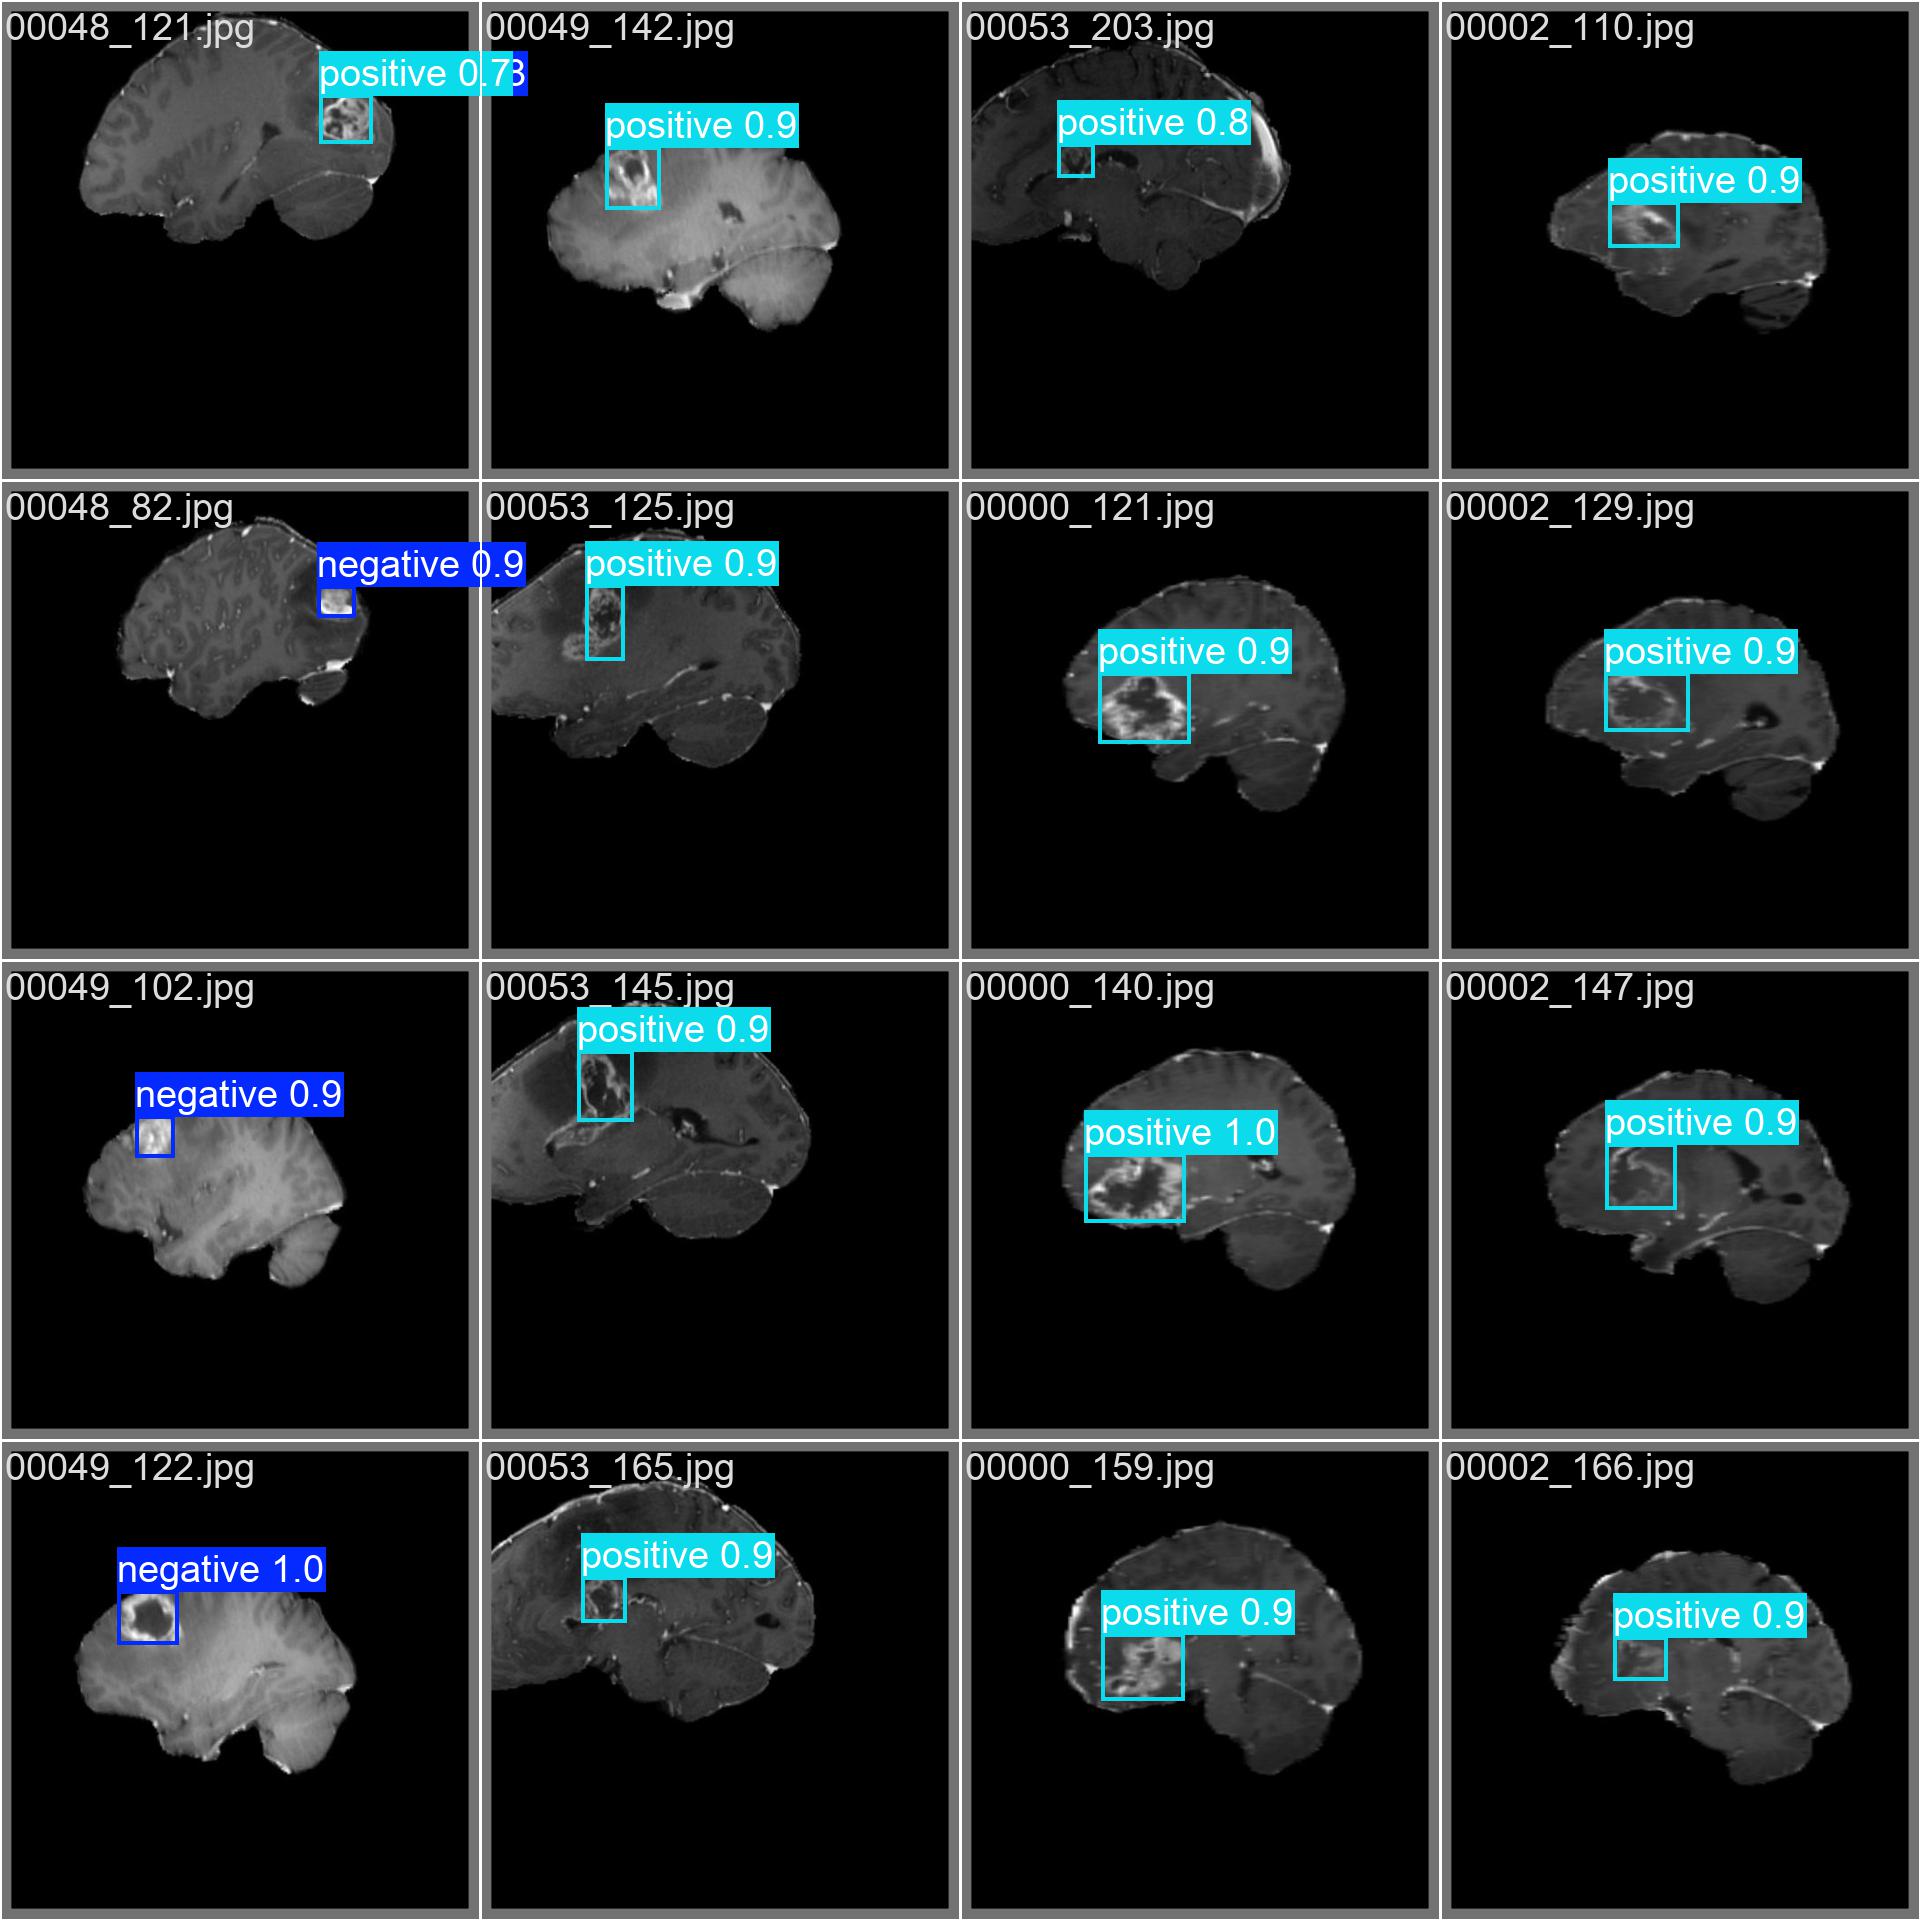 00048_121.jpg
positive 0.7
00049_142.jpg
positive 0.9
00053_203.jpg
positive 0.8
00002_110.jpg
positive 0.9
00048_82.jpg
negative 0.9
00053_125.jpg
positive 0.9
00000_121.jpg
positive 0.9
00002_129.jpg
positive 0.9
00049_102.jpg
negative 0.9
00053_145.jpg
positive 0.9
00000_140.jpg
positive 1.0
00002_147.jpg
positive 0.9
00049_122.jpg
negative 1.0
00053_165.jpg
positive 0.9
00000_159.jpg
positive 0.9
00002_166.jpg
positive 0.9